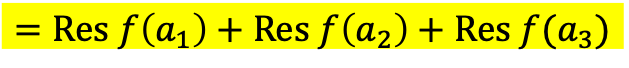 = Res f(a₁) + Res f(a₂) + Res f(a₃)